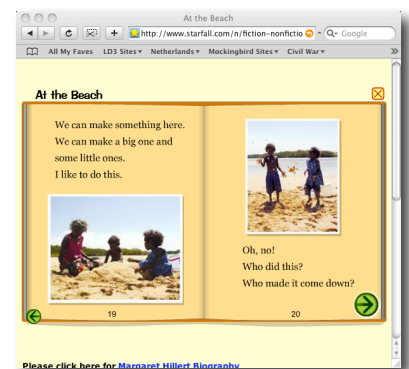 At the Beach
http://www.starfall.com/n/fiction-nonfictio
Google
All My Faves LD3 Sites Netherlands Mockingbird Sites Civil War
At the Beach
We can make something here.
We can make a big one and
some little ones.
I like to do this.
19
Oh, no!
Who did this?
Who made it come down?
20
Please click here for Margaret Hillert Biography